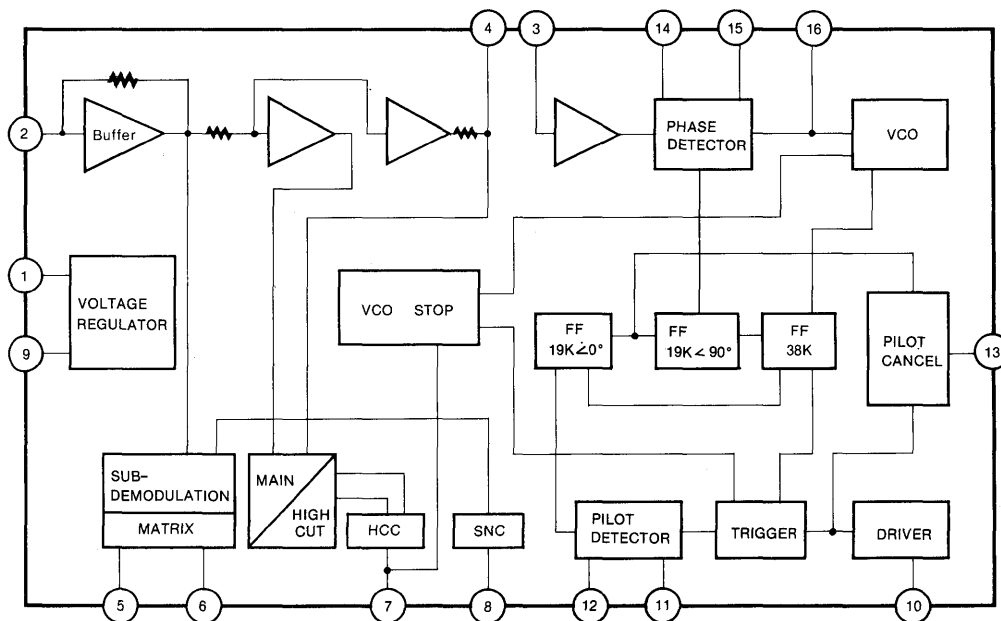 4
3
14
15
16
2
Buffer
PHASE
DETECTOR
VCO
1
VOLTAGE
REGULATOR
9
VCO STOP
FF
19K∠0°
FF
19K∠90°
FF
38K
PILOT
CANCEL
13
SUB-
DEMODULATION
MATRIX
MAIN
HIGH
CUT
HCC
SNC
PILOT
DETECTOR
TRIGGER
DRIVER
5
6
7
8
12
11
10